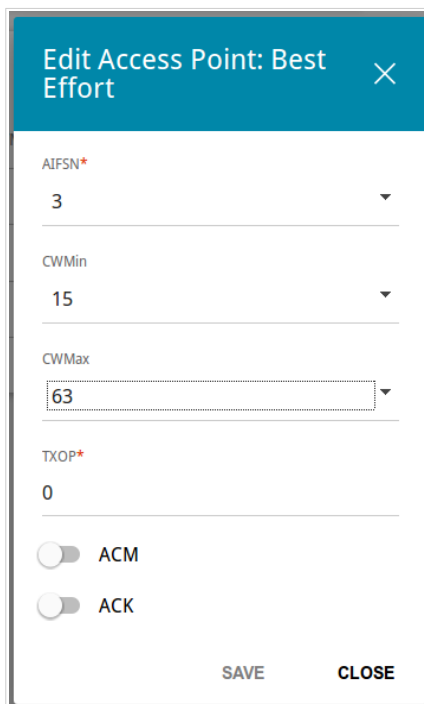 Edit Access Point: Best
Effort
AIFSN*
3
CWMin
15
CWMax
63
TXOP*
0
ACM
ACK
SAVE CLOSE